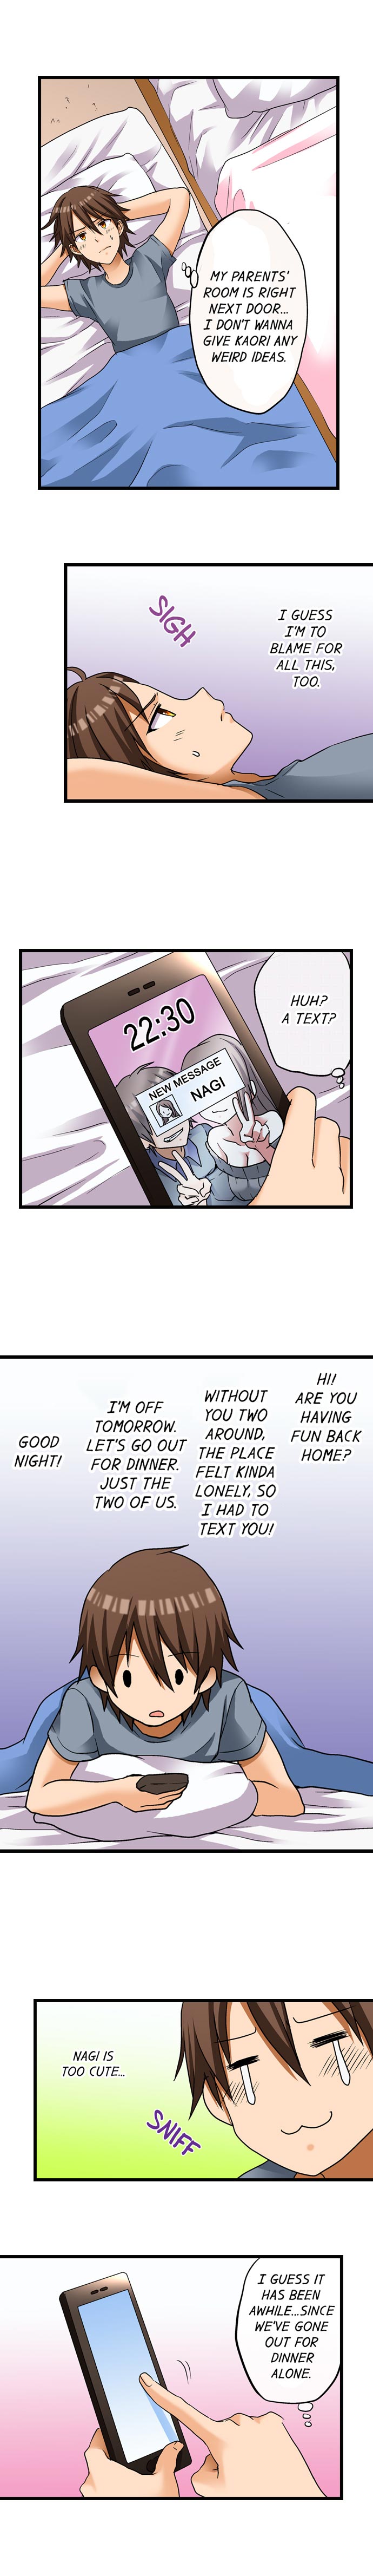 MY PARENTS'
ROOM IS RIGHT
NEXT DOOR...
I DON'T WANNA
GIVE KAORI ANY
WEIRD IDEAS.
SIGH
I GUESS
I'M TO
BLAME FOR
ALL THIS,
TOO.
HUH?
A TEXT?
22:30
NEW MESSAGE
NAGI
HI!
ARE YOU
HAVING
FUN BACK
HOME?
WITHOUT
YOU TWO
AROUND,
THE PLACE
FELT KINDA
LONELY, SO
I HAD TO
TEXT YOU!
I'M OFF
TOMORROW.
LET'S GO OUT
FOR DINNER.
JUST THE
TWO OF US.
GOOD
NIGHT!
NAGI IS
TOO CUTE...
SNIFF
I GUESS IT
HAS BEEN
AWHILE...SINCE
WE'VE GONE
OUT FOR
DINNER
ALONE.